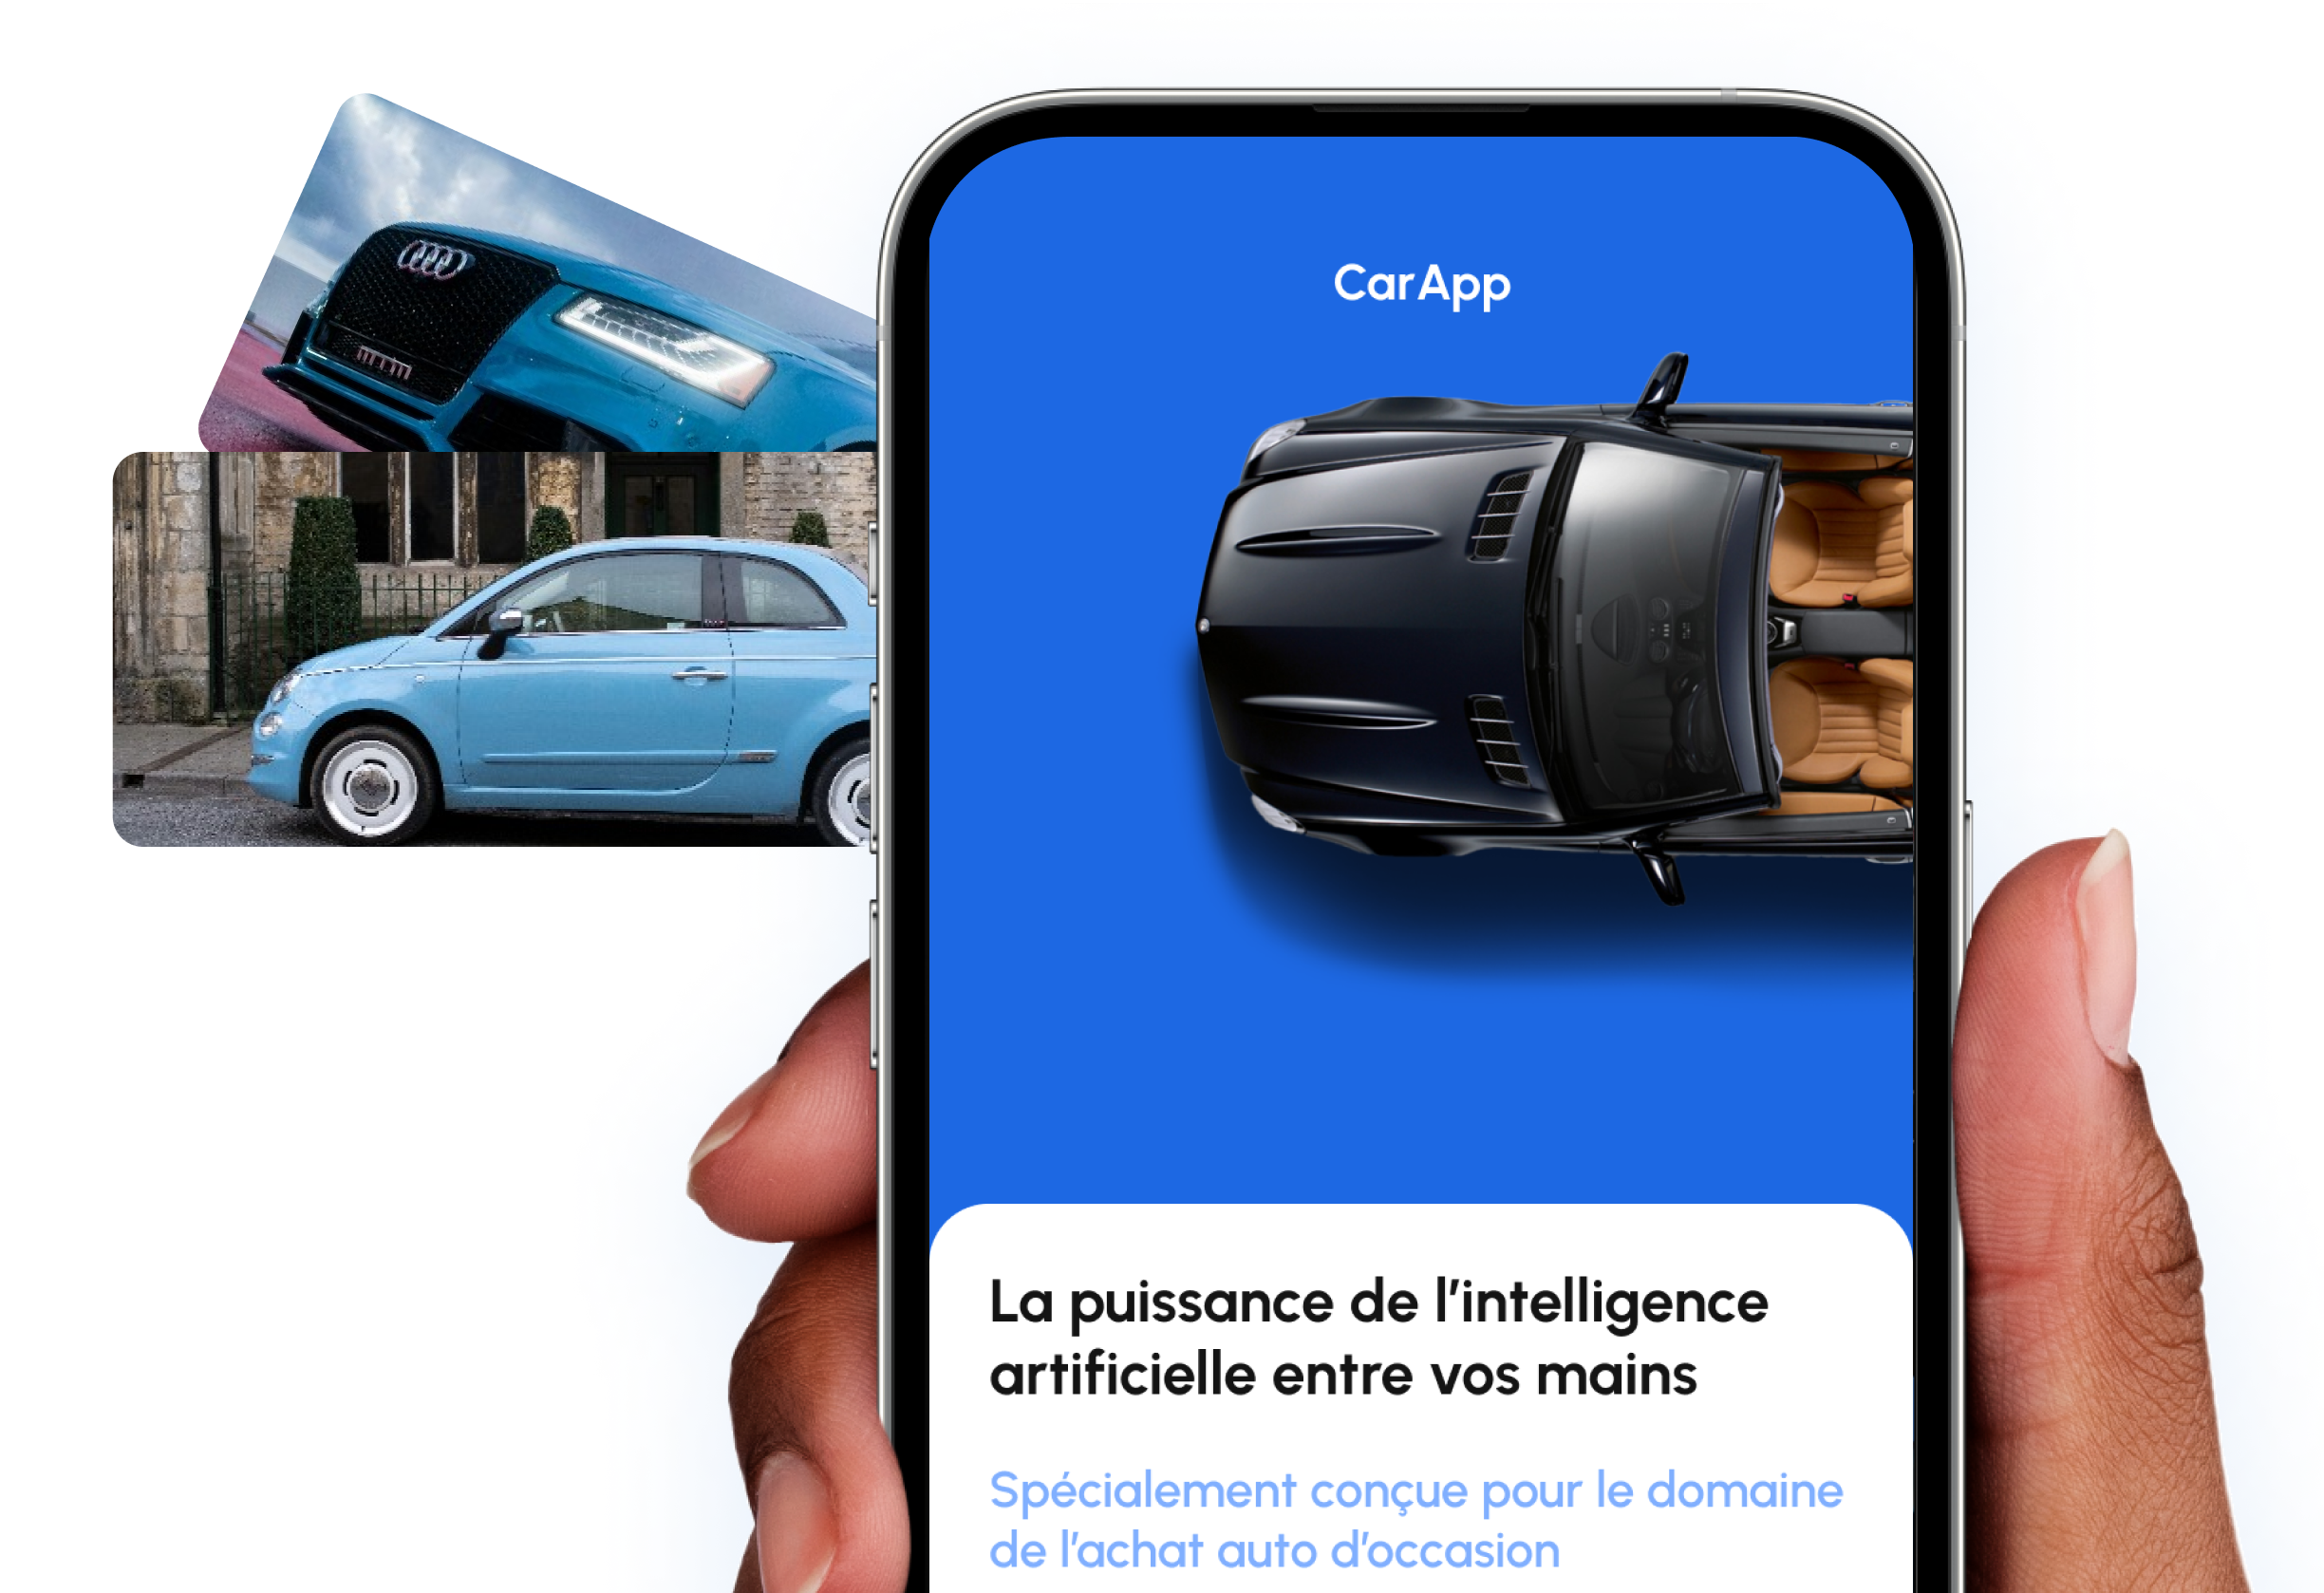 CarApp
La puissance de l’intelligence
artificielle entre vos mains
Spécialement conçue pour le domaine
de l’achat auto d’occasion